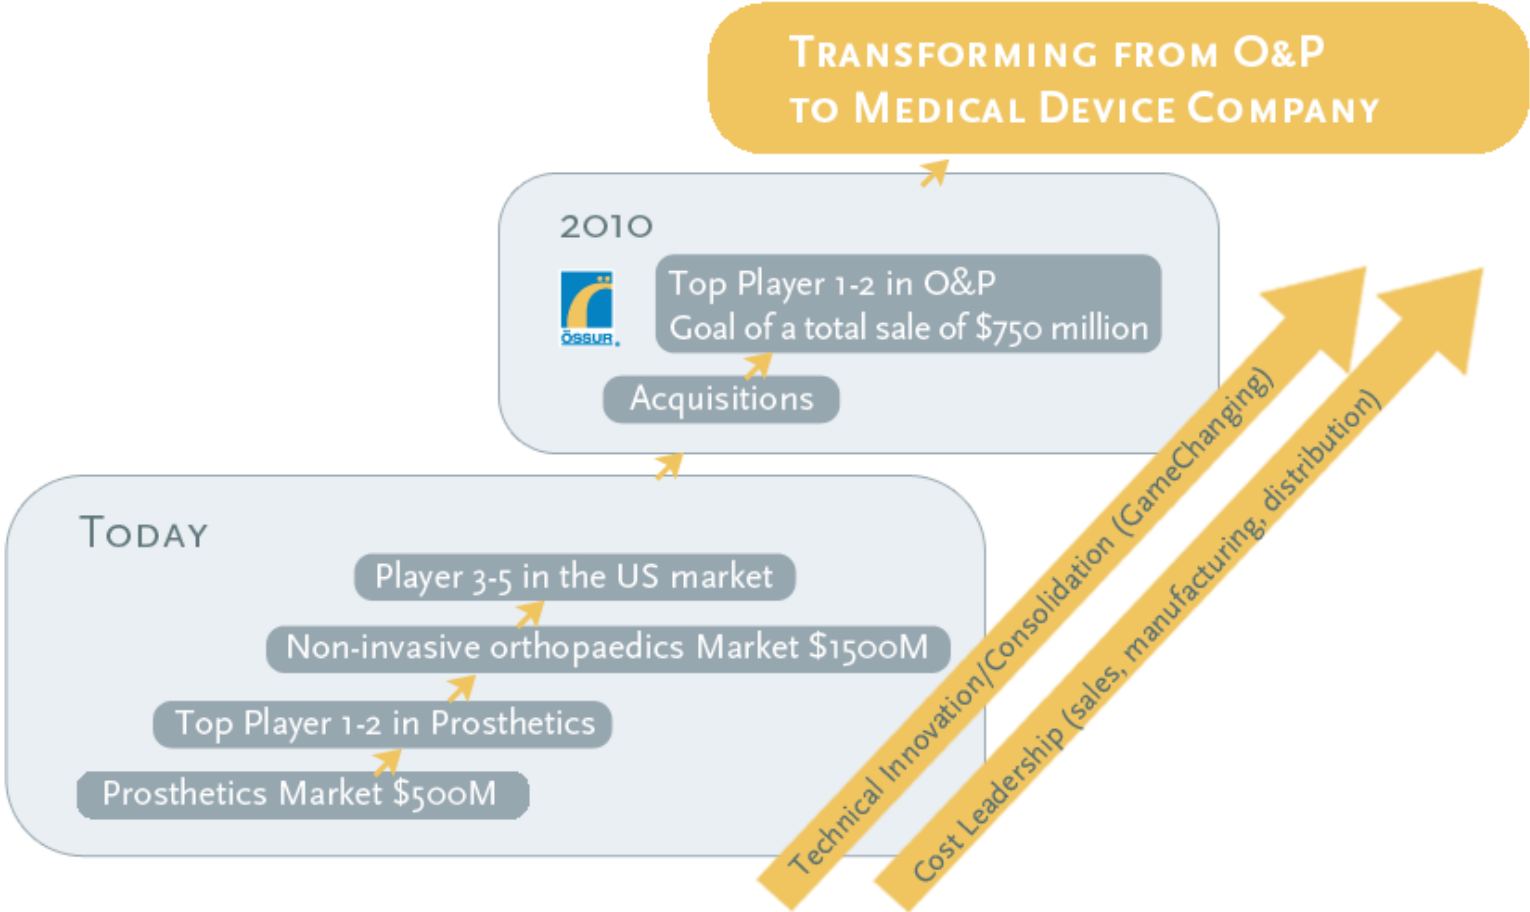 Transforming from O&P
to Medical Device Company
2010
Top Player 1-2 in O&P
Goal of a total sale of $750 million
ÖSSUR.
Acquisitions
Today
Player 3-5 in the US market
Non-invasive orthopaedics Market $1500M
Top Player 1-2 in Prosthetics
Prosthetics Market $500M
Technical Innovation/Consolidation (GameChanging)
Cost Leadership (sales, manufacturing, distribution)